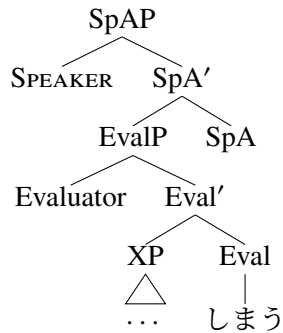 SpAP
SPEAKER SpA′
EvalP SpA
Evaluator Eval′
XP Eval
... しまう